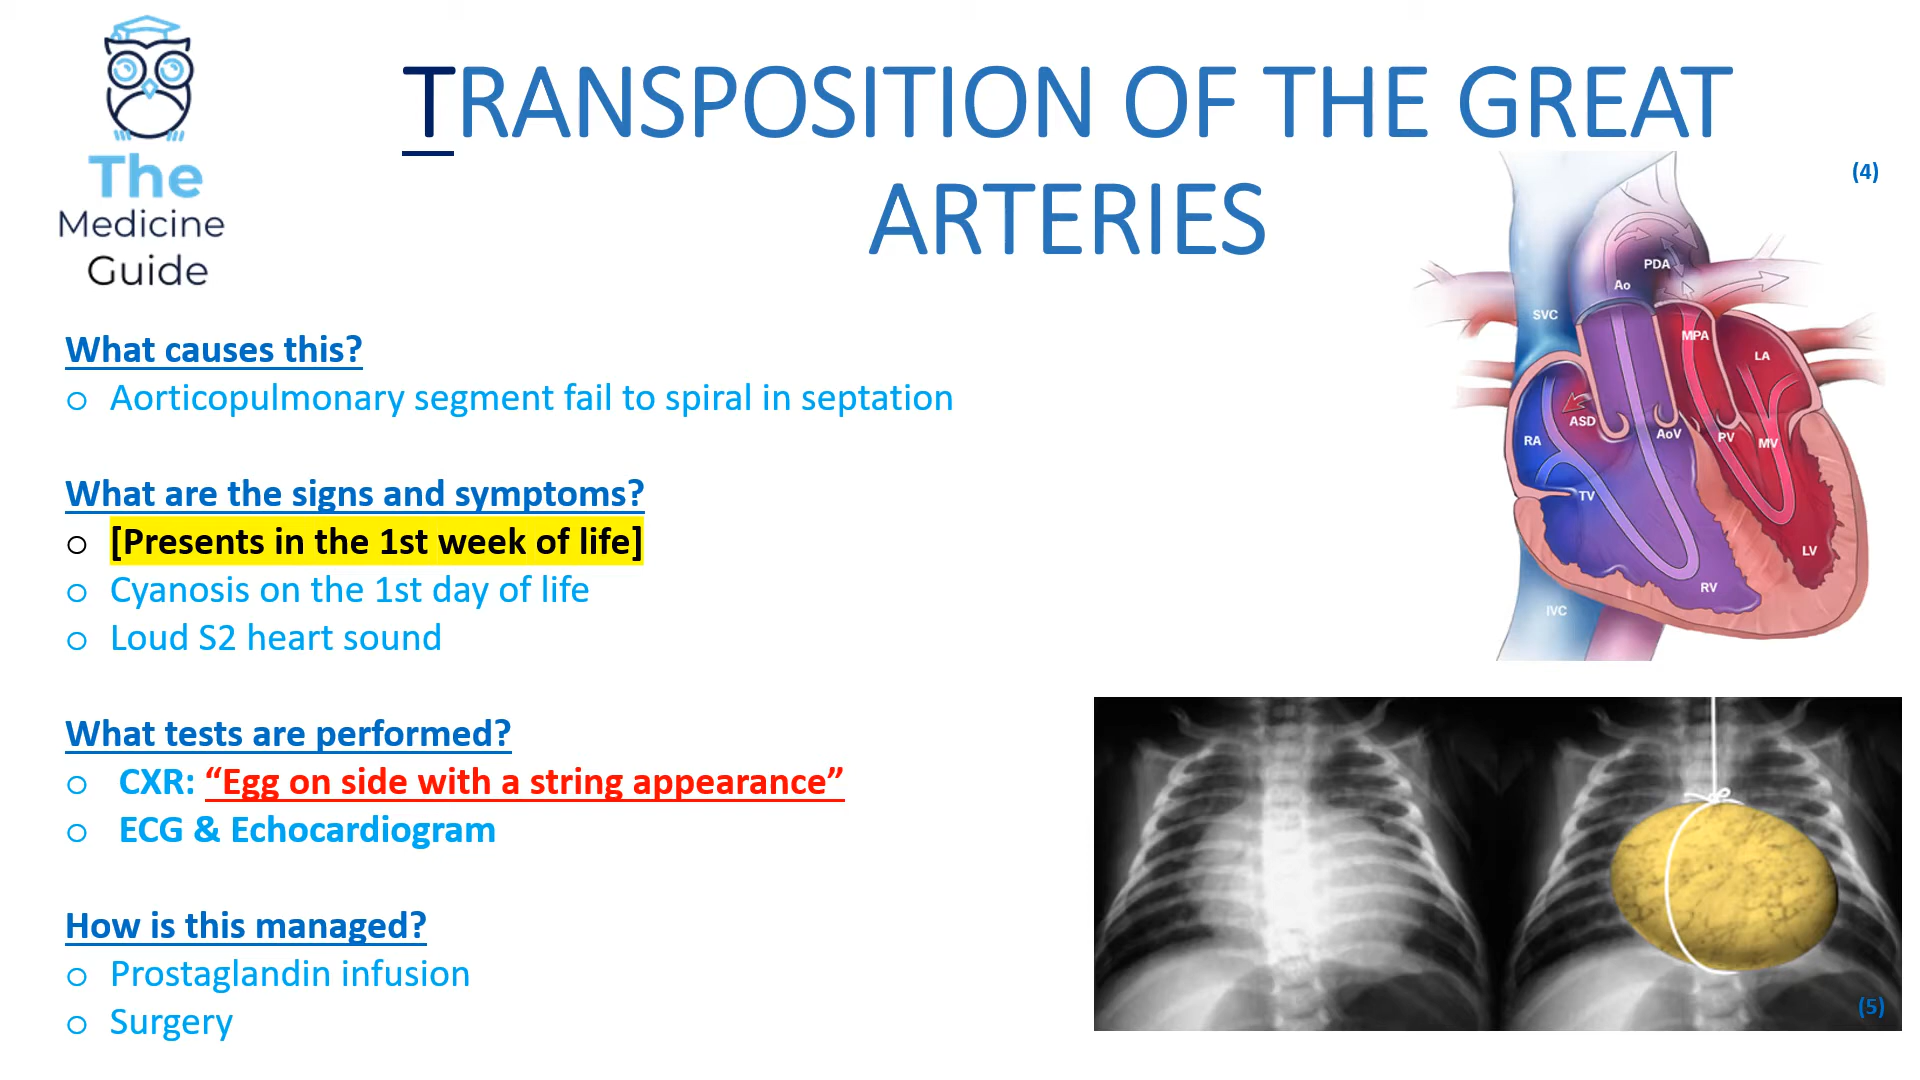 The
Medicine
Guide
TRANSPOSITION OF THE GREAT
ARTERIES
What causes this?
o Aorticopulmonary segment fail to spiral in septation
What are the signs and symptoms?
o [Presents in the 1st week of life]
o Cyanosis on the 1st day of life
o Loud S2 heart sound
What tests are performed?
o CXR: “Egg on side with a string appearance”
o ECG & Echocardiogram
How is this managed?
o Prostaglandin infusion
o Surgery
(4)
PDA
Ao
SVC
MPA
LA
ASD
RA
AoV
PV
MV
TV
LV
RV
IVC
(5)